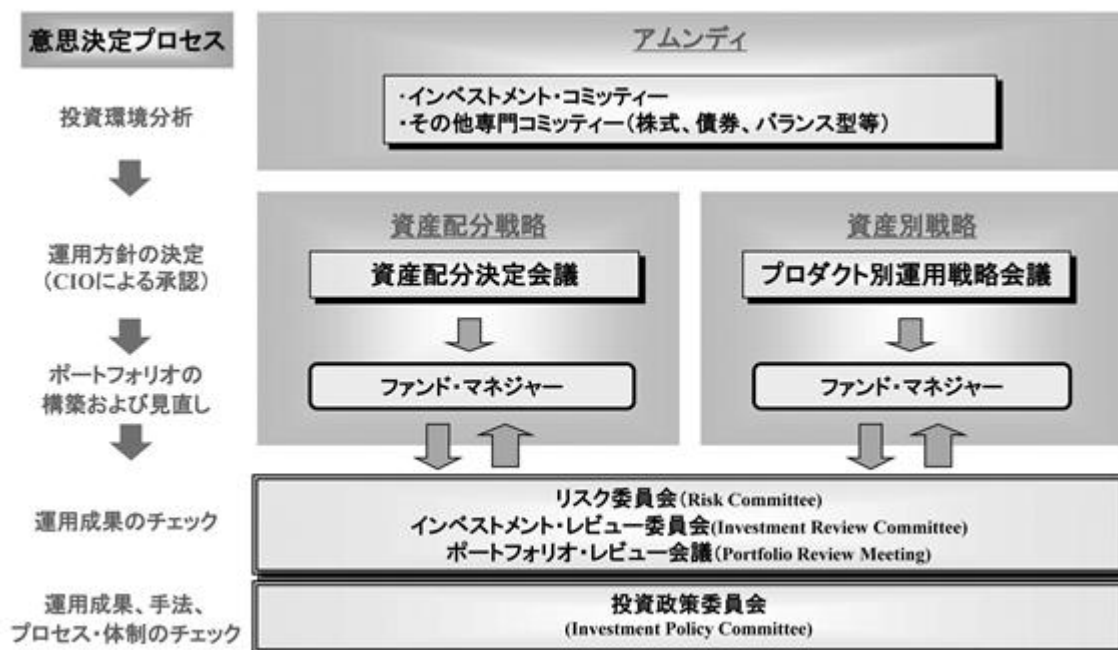 意思決定プロセス
アムンディ
・インベストメント・コミッティー
・その他専門コミッティー(株式、債券、バランス型等)
投資環境分析
資産配分戦略
資産別戦略
運用方針の決定
(CIOによる承認)
資産配分決定会議
プロダクト別運用戦略会議
ポートフォリオの
構築および見直し
ファンド・マネジャー
ファンド・マネジャー
運用成果のチェック
リスク委員会(Risk Committee)
インベストメント・レビュー委員会(Investment Review Committee)
ポートフォリオ・レビュー会議(Portfolio Review Meeting)
運用成果、手法、
プロセス・体制のチェック
投資政策委員会
(Investment Policy Committee)